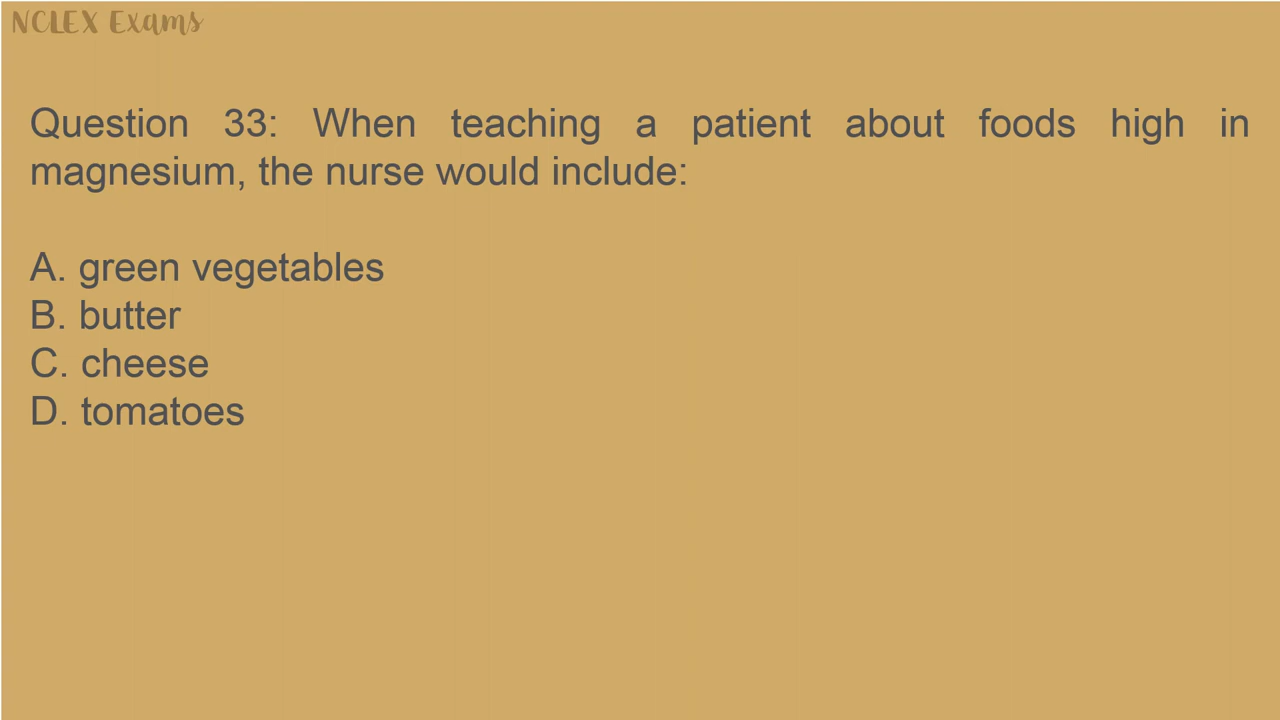 NCLEX Exams
Question 33: When teaching a patient about foods high in
magnesium, the nurse would include:
A. green vegetables
B. butter
C. cheese
D. tomatoes